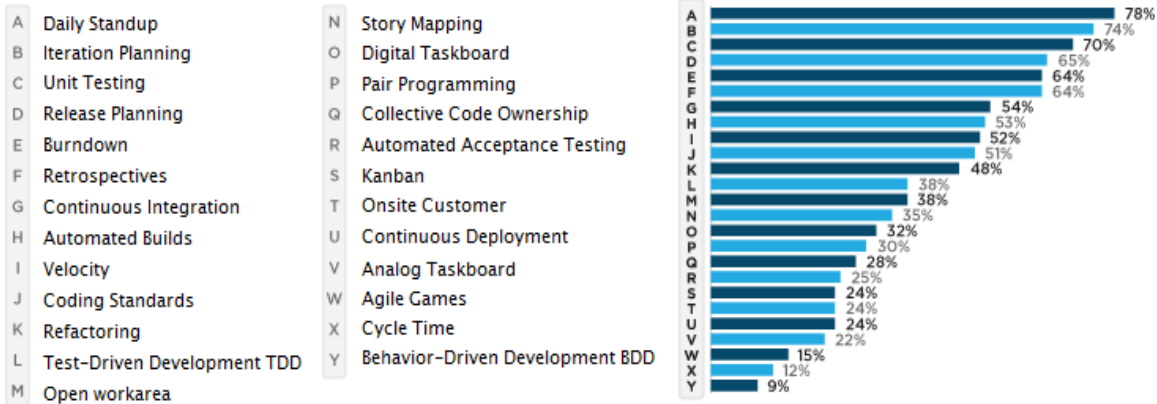 A Daily Standup
B Iteration Planning
C Unit Testing
D Release Planning
E Burndown
F Retrospectives
G Continuous Integration
H Automated Builds
I Velocity
J Coding Standards
K Refactoring
L Test-Driven Development TDD
M Open workarea
N Story Mapping
O Digital Taskboard
P Pair Programming
Q Collective Code Ownership
R Automated Acceptance Testing
S Kanban
T Onsite Customer
U Continuous Deployment
V Analog Taskboard
W Agile Games
X Cycle Time
Y Behavior-Driven Development BDD
A 78%
B 74%
C 70%
D 65%
E 64%
F 64%
G 54%
H 53%
I 52%
J 51%
K 48%
L 38%
M 38%
N 35%
O 32%
P 30%
Q 28%
R 25%
S 24%
T 24%
U 24%
V 22%
W 15%
X 12%
Y 9%